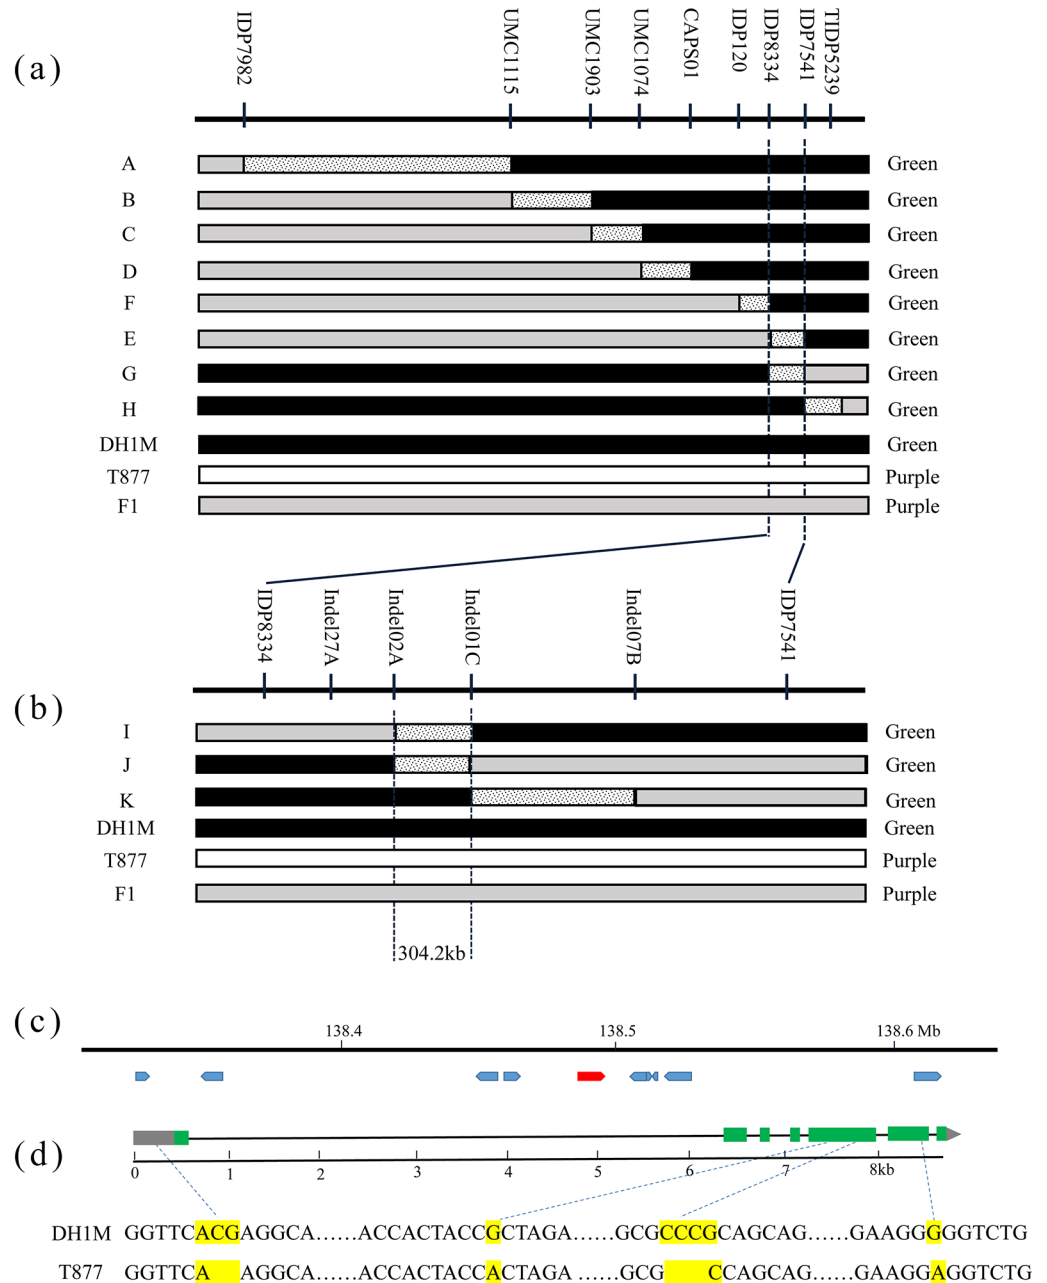 (a)
IDP7982 UMC1115 UMC1903 UMC1074 CAPS01 IDP120 IDP8334 IDP7541 TIDP5239
A Green
B Green
C Green
D Green
F Green
E Green
G Green
H Green
DH1M Green
T877 Purple
F1 Purple
IDP8334 Indel27A Indel02A Indel01C Indel07B IDP7541
(b)
I Green
J Green
K Green
DH1M Green
T877 Purple
F1 Purple
304.2kb
(c)
138.4 138.5 138.6 Mb
(d)
0 1 2 3 4 5 6 7 8kb
DH1M GGTTCACGAGGCA......ACCACTACCGCTAGA......GCGCCCGCAGCAG......GAAGGGGGTCTG
T877 GGTTCA AGGCA......ACCACTACCACTAGA ......GCG CCAGCAG......GAAGGAGGTCTG